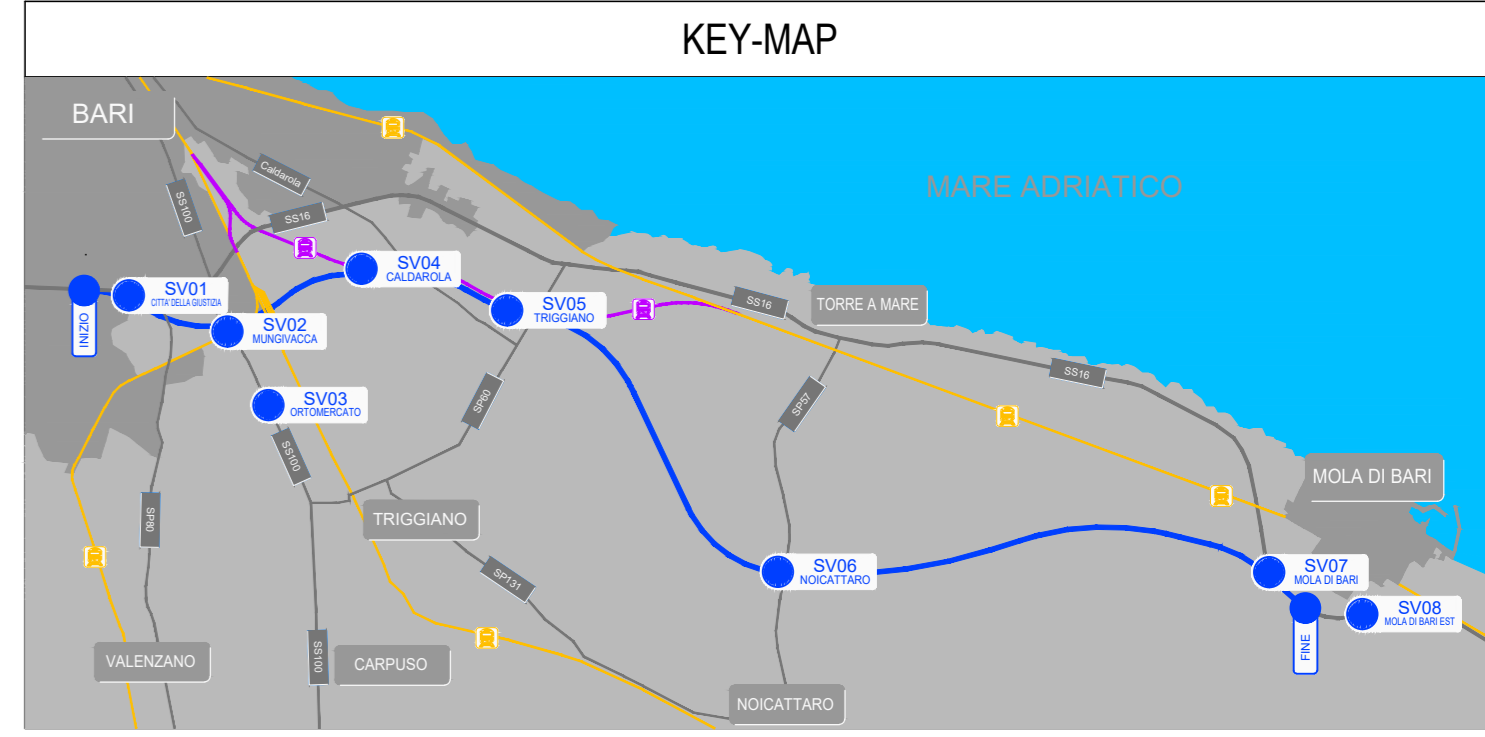 KEY-MAP
BARI
Caldarola
SS100
SS16
MARE ADRIATICO
SV04
CALDAROLA
SV01
CITTA' DELLA GIUSTIZIA
INIZIO
SV02
MUNGIVACCA
SV05
TRIGGIANO
SS16
TORRE A MARE
SS16
SV03
ORTOMERCATO
SP60
SP57
SS100
MOLA DI BARI
SP80
TRIGGIANO
SP131
SV06
NOICATTARO
SV07
MOLA DI BARI
SV08
MOLA DI BARI EST
FINE
VALENZANO
SS100
CARPUSO
NOICATTARO